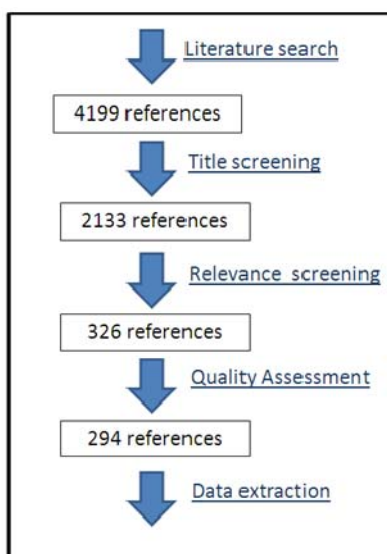 Literature search
4199 references
Title screening
2133 references
Relevance screening
326 references
Quality Assessment
294 references
Data extraction